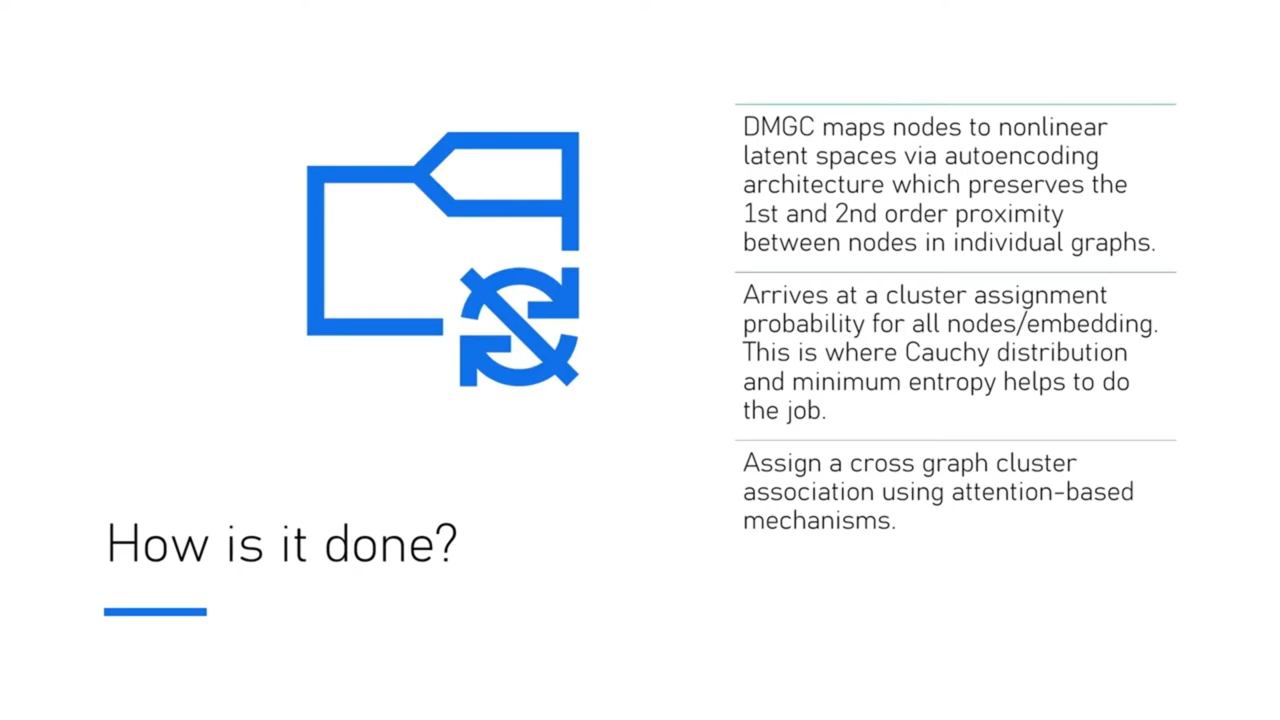 How is it done?
DMGC maps nodes to nonlinear
latent spaces via autoencoding
architecture which preserves the
1st and 2nd order proximity
between nodes in individual graphs.
Arrives at a cluster assignment
probability for all nodes/embedding.
This is where Cauchy distribution
and minimum entropy helps to do
the job.
Assign a cross graph cluster
association using attention-based
mechanisms.